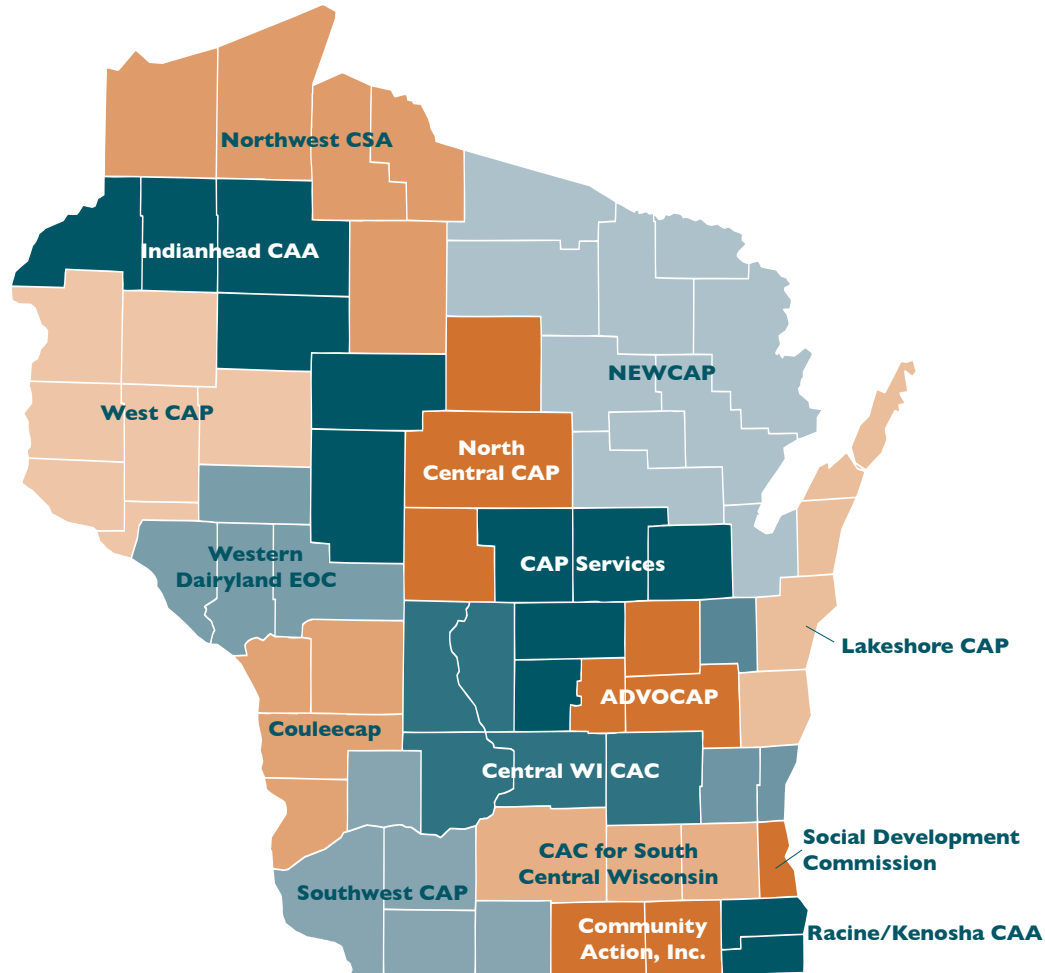 Northwest CSA
Indianhead CAA
NEWCAP
West CAP
North
Central CAP
Western
Dairyland EOC
CAP Services
Lakeshore CAP
ADVOCAP
Couleecap
Central WI CAC
Social Development
Commission
CAC for South
Central Wisconsin
Southwest CAP
Community
Action, Inc.
Racine/Kenosha CAA